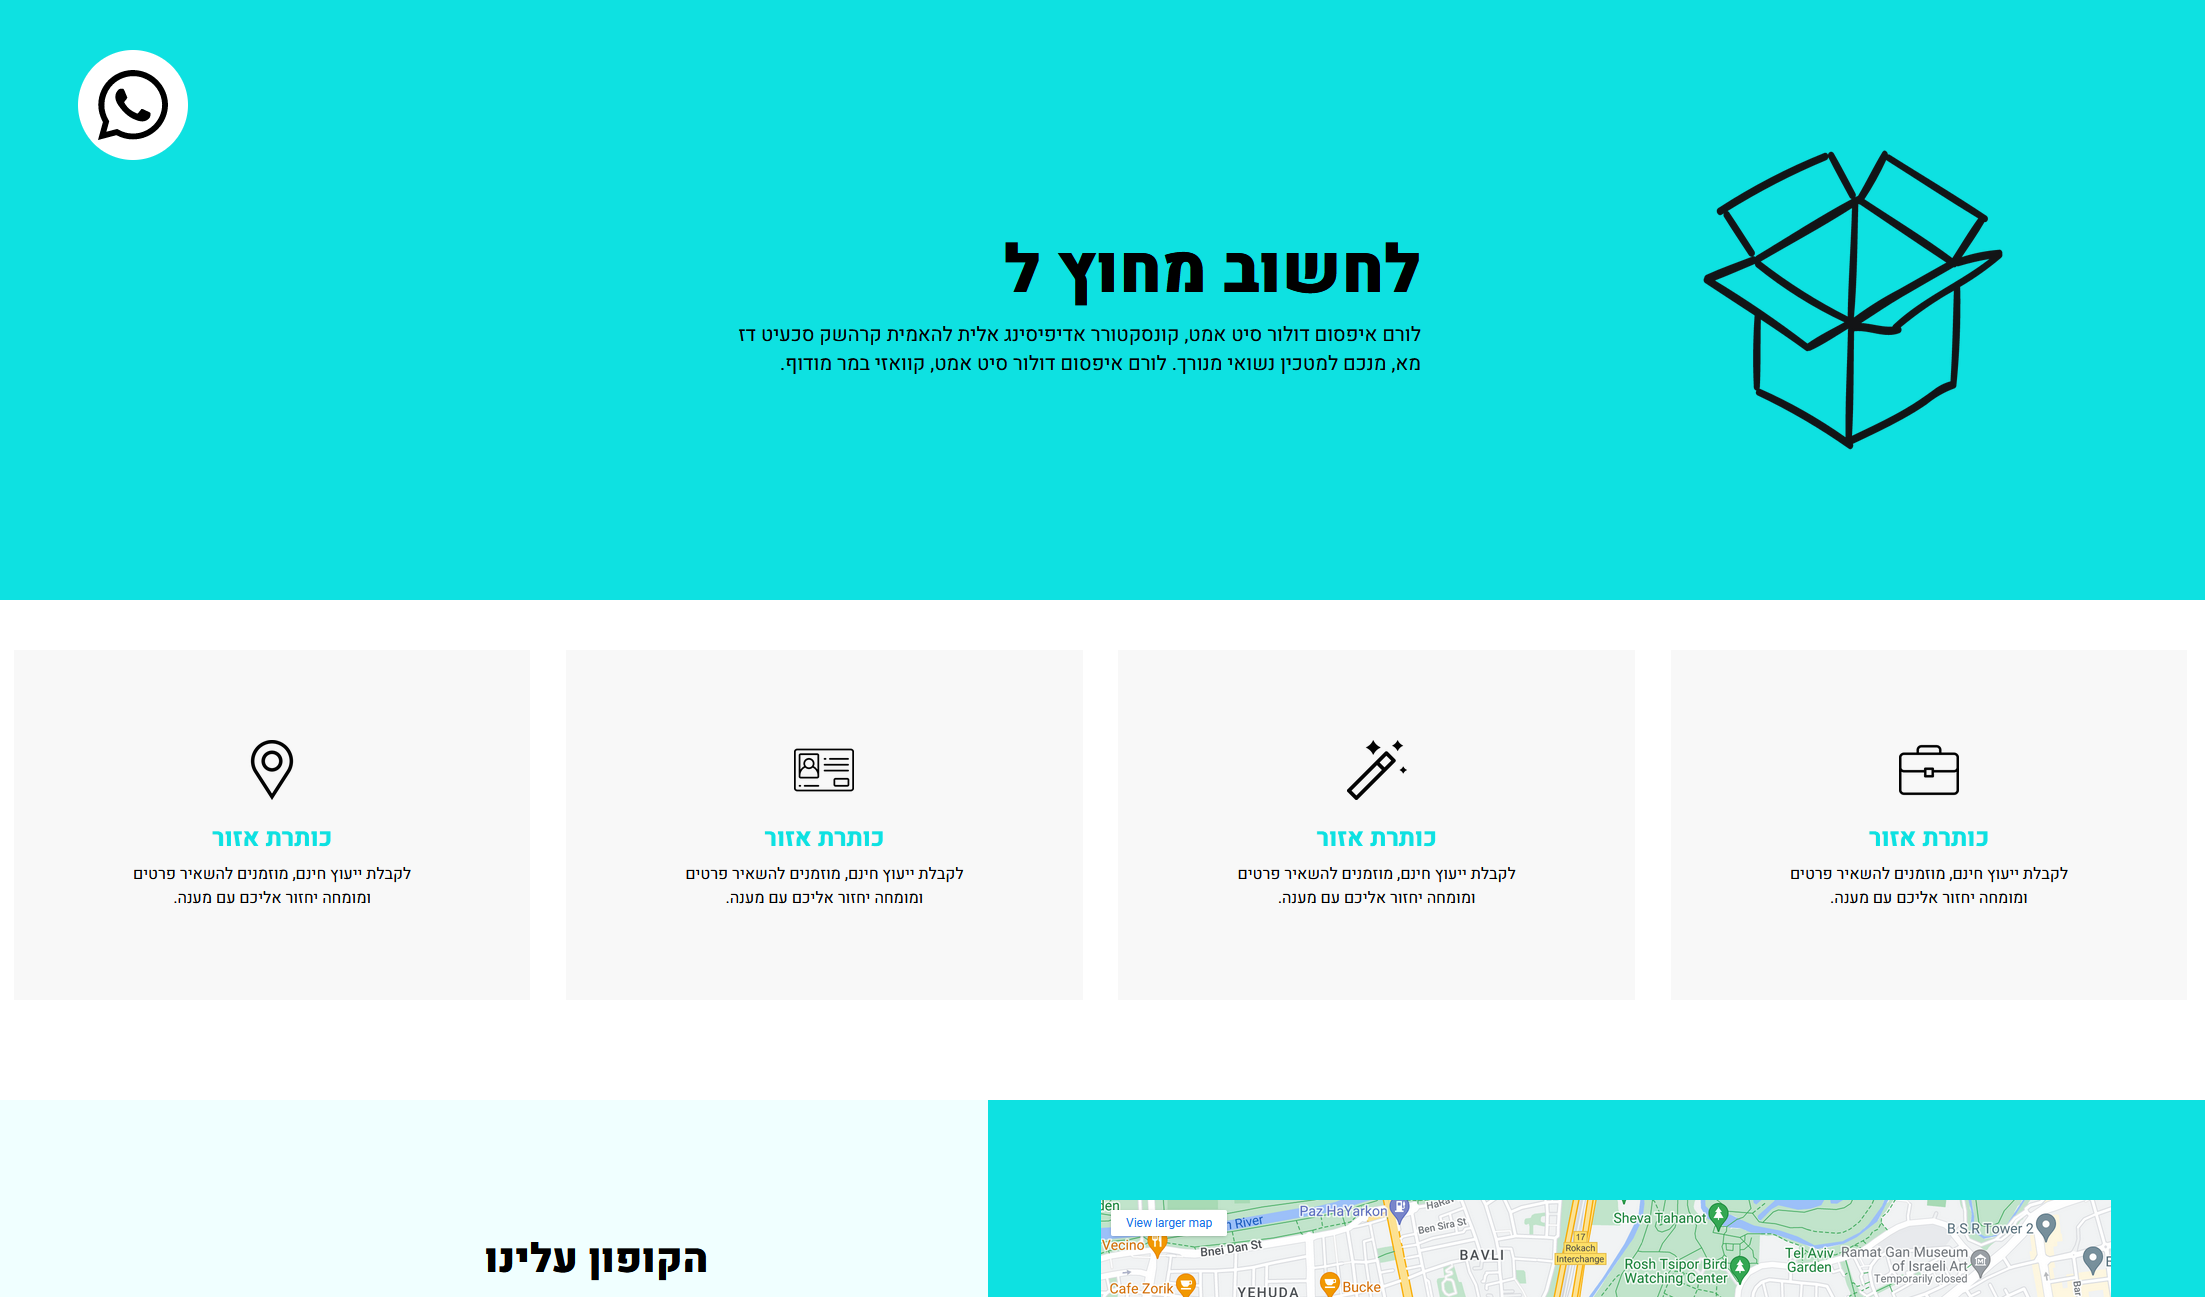 לחשוב מחוץ ל
לורם איפסום דולור סיט אמט, קונסקטורר אדיפיסינג אלית להאמית קרהשק סכעיט דז
מא, מנכם למטכין נשואי מנורך. לורם איפסום דולור סיט אמט, קוואזי במר מודוף.
כותרת אזור
לקבלת ייעוץ חינם, מוזמנים להשאיר פרטים
ומומחה יחזור אליכם עם מענה.
כותרת אזור
לקבלת ייעוץ חינם, מוזמנים להשאיר פרטים
ומומחה יחזור אליכם עם מענה.
כותרת אזור
לקבלת ייעוץ חינם, מוזמנים להשאיר פרטים
ומומחה יחזור אליכם עם מענה.
כותרת אזור
לקבלת ייעוץ חינם, מוזמנים להשאיר פרטים
ומומחה יחזור אליכם עם מענה.
הקופון עלינו
View larger map
River
Paz HaYarkon
Ben Sira St
Vecino
Bnei Dan St
BAVLI
17
Rokach
Interchange
Sheva Tahanot
Rosh Tsipor Bird
Watching Center
Tel Aviv
Garden
B.S.R Tower 2
Ramat Gan Museum
of Israeli Art
Temporarily closed
Cafe Zorik
YEHUDA
Bucke